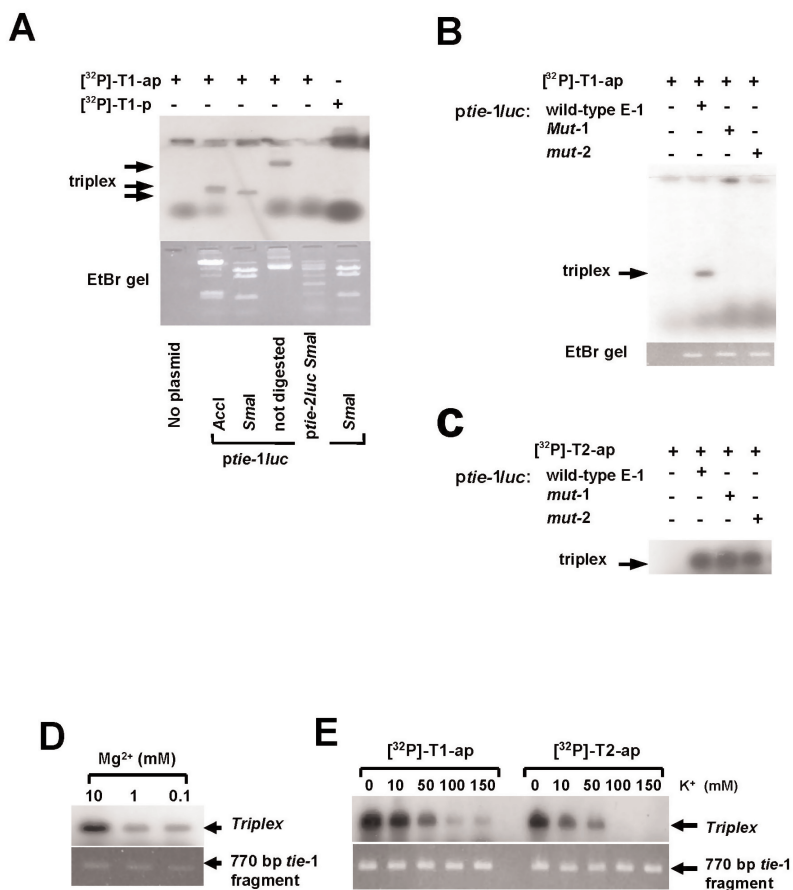 A
[³²P]-T1-ap + + + + + -
[³²P]-T1-p - - - - - +
triplex
EtBr gel
No plasmid
AccI
SmaI
not digested
ptie-2luc SmaI
SmaI
ptie-1luc
B
[³²P]-T1-ap + + + +
ptie-1luc: wild-type E-1 - + - -
Mut-1 - - + -
mut-2 - - - +
triplex
EtBr gel
C
[³²P]-T2-ap + + + +
ptie-1luc: wild-type E-1 - + - -
mut-1 - - + -
mut-2 - - - +
triplex
D
Mg²⁺ (mM)
10 1 0.1
Triplex
770 bp tie-1
fragment
E
[³²P]-T1-ap [³²P]-T2-ap
0 10 50 100 150 0 10 50 100 150 K⁺ (mM)
Triplex
770 bp tie-1
fragment